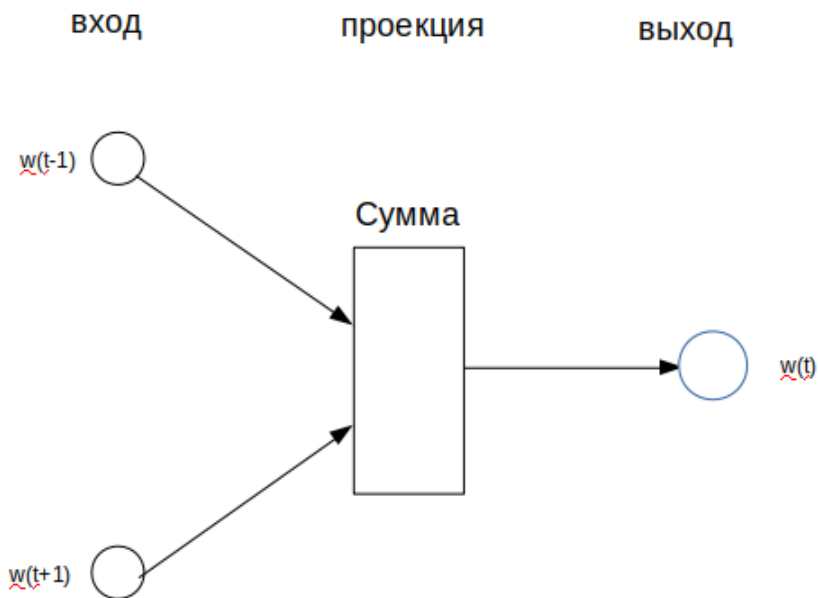 вход
проекция
выход
w(t-1)
Сумма
w(t)
w(t+1)